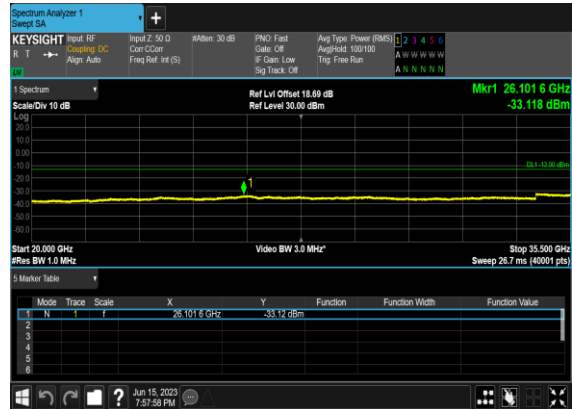 Spectrum Analyzer 1
Swept SA
+
KEYSIGHT Input: RF Input Z: 50 Ω #Atten: 30 dB PNO: Fast Avg Type: Power (RMS) 1 2 3 4 5 6
R T Coupling: DC Corr CCorr Gate: Off Avg|Hold: 100/100 A W W W W W
Align: Auto Freq Ref: Int (S) IF Gain: Low Trig: Free Run A N N N N N
Sig Track: Off
1 Spectrum Ref Lvl Offset 18.69 dB Mkr1 26.101 6 GHz
Scale/Div 10 dB Ref Level 30.00 dBm -33.118 dBm
Log
20.0
10.0
0.00
-10.0
DL1 -13.00 dBm
-20.0
1
-30.0
-40.0
-50.0
-60.0
Start 20.000 GHz Video BW 3.0 MHz* Stop 35.500 GHz
#Res BW 1.0 MHz Sweep 26.7 ms (40001 pts)
5 Marker Table
Mode Trace Scale X Y Function Function Width Function Value
1 N 1 f 26.101 6 GHz -33.12 dBm
2
3
4
5
6
? Jun 15, 2023
7:57:58 PM